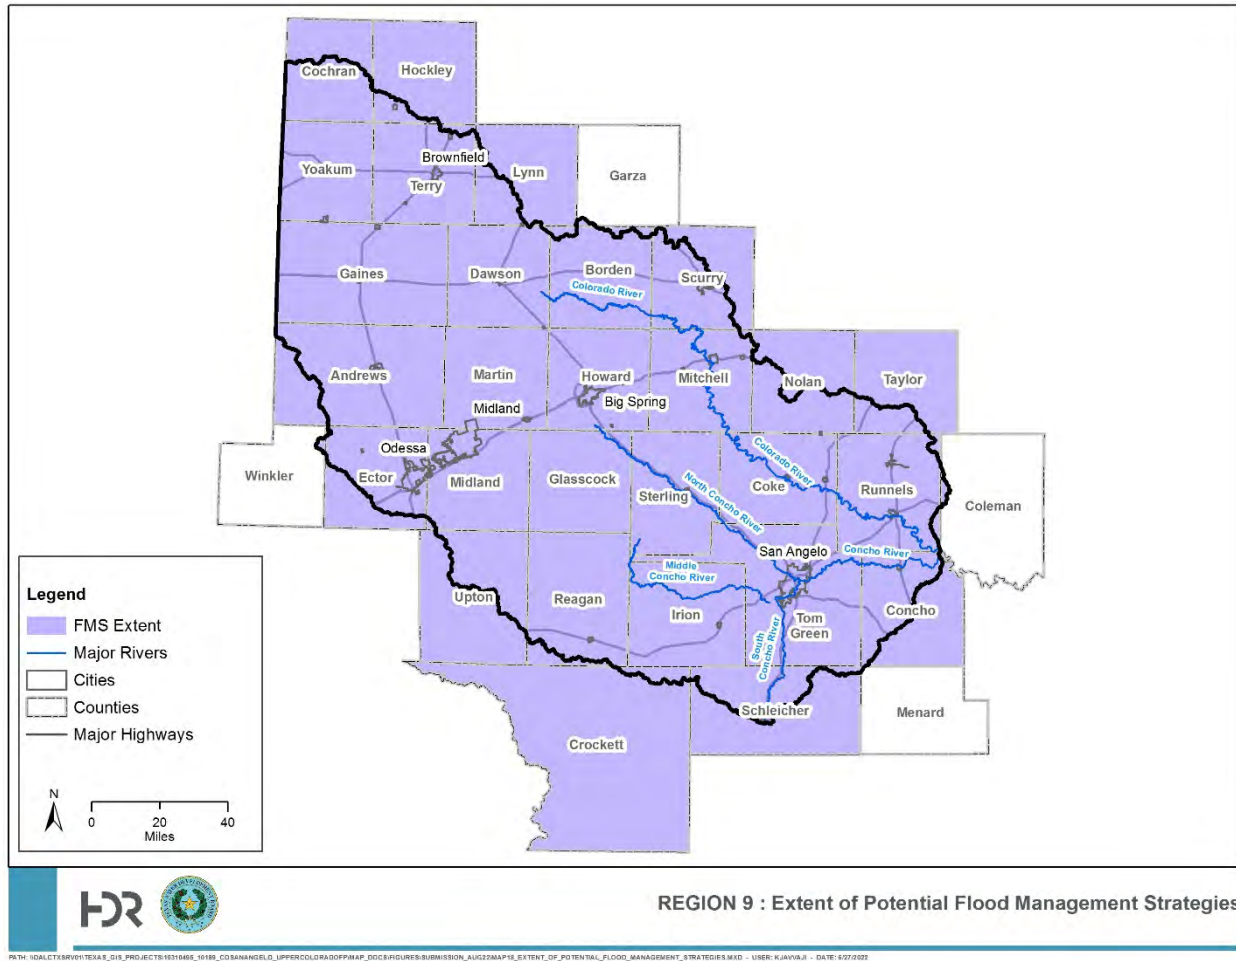 Cochran
Hockley
Yoakum
Brownfield
Terry
Lynn
Garza
Gaines
Dawson
Borden
Scurry
Colorado River
Andrews
Martin
Howard
Mitchell
Nolan
Taylor
Midland
Big Spring
Odessa
Winkler
Ector
Midland
Glasscock
Sterling
North Concho River
Coke
Colorado River
Runnels
Coleman
San Angelo
Concho River
Middle
Concho River
Upton
Reagan
Irion
Tom
Green
Concho
South
Concho River
Schleicher
Menard
Crockett
Legend
FMS Extent
Major Rivers
Cities
Counties
Major Highways
N
0 20 40
Miles
HDR
REGION 9 : Extent of Potential Flood Management Strategies